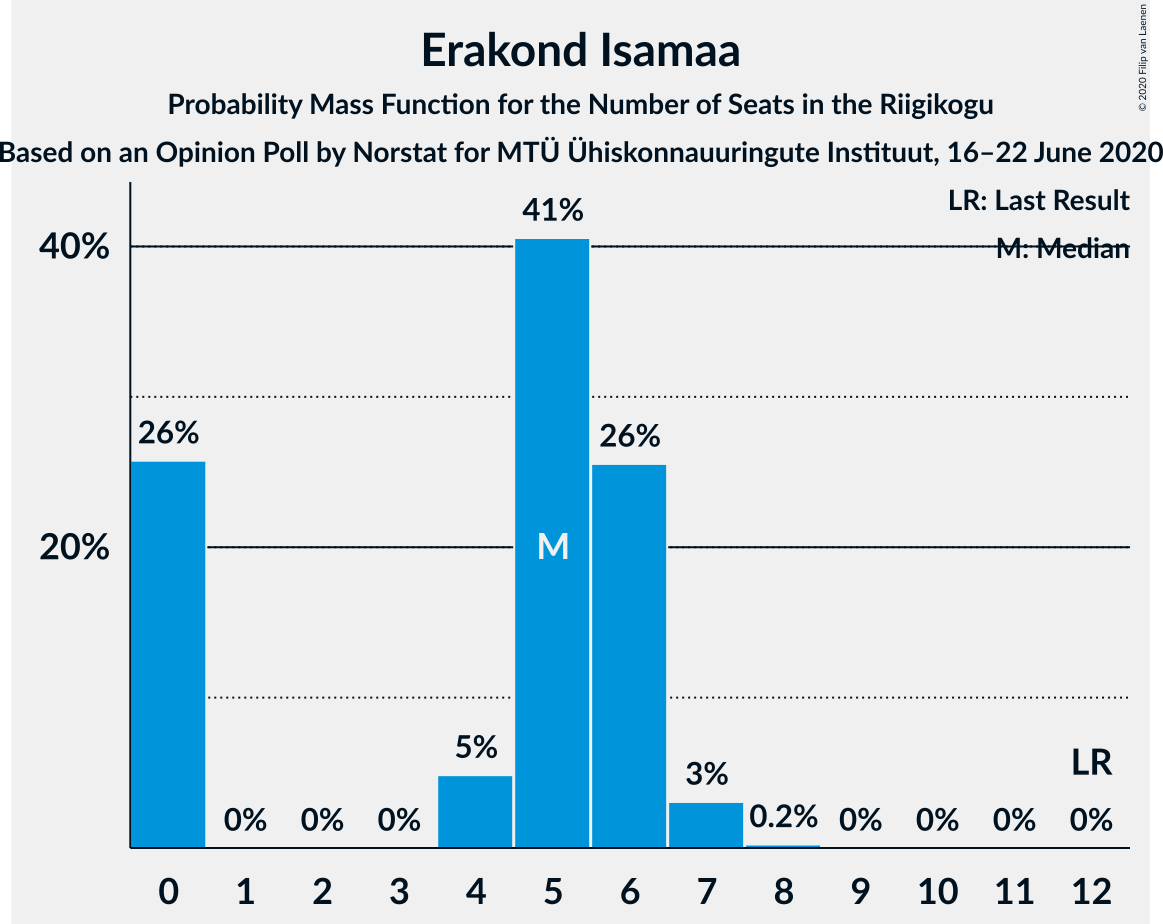 Erakond Isamaa
Probability Mass Function for the Number of Seats in the Riigikogu
Based on an Opinion Poll by Norstat for MTÜ Ühiskonnauuringute Instituut, 16–22 June 2020
© 2020 Filip van Laenen
LR: Last Result
M: Median
41%
40%
26%
26%
20%
M
5%
3%
LR
0%
0%
0%
0.2%
0%
0%
0%
0%
0 1 2 3 4 5 6 7 8 9 10 11 12